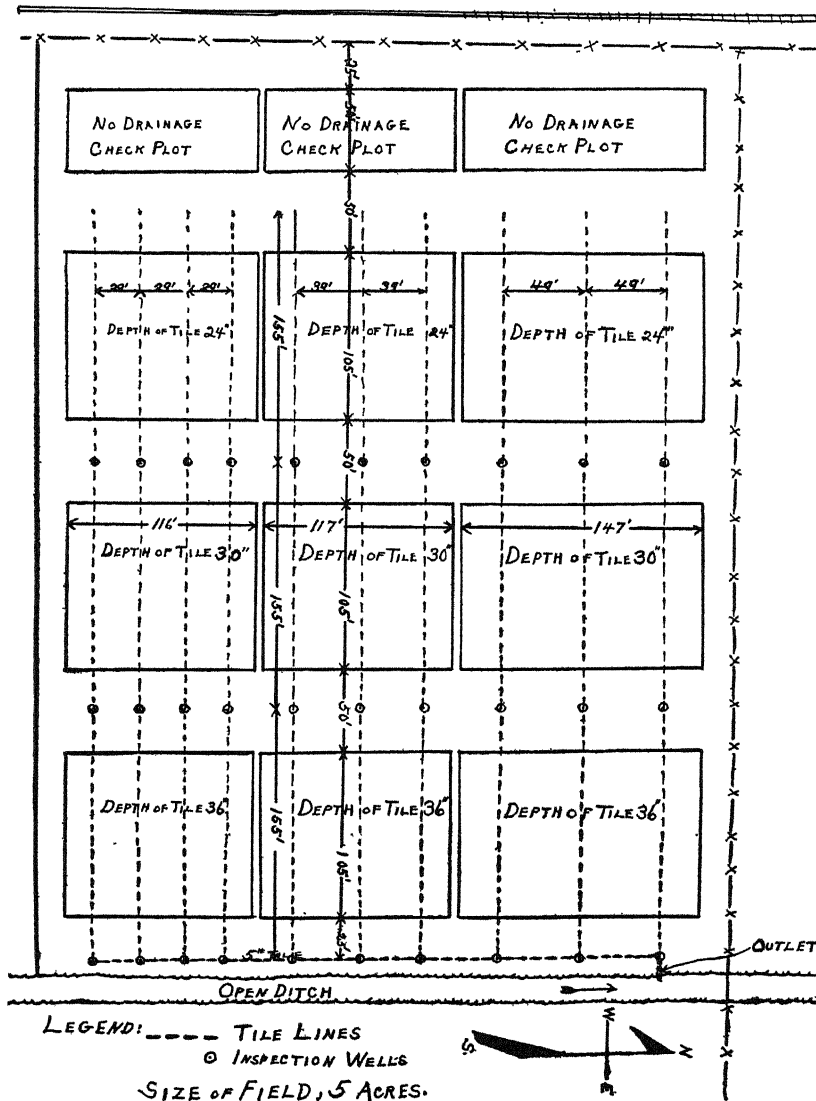 25'
50'
NO DRAINAGE
CHECK PLOT
NO DRAINAGE
CHECK PLOT
NO DRAINAGE
CHECK PLOT
50'
29' 29' 29'
39' 39'
49' 49'
DEPTH OF TILE 24"
DEPTH OF TILE 24"
DEPTH OF TILE 24"
155'
105'
50'
116'
117'
147'
DEPTH OF TILE 30"
DEPTH OF TILE 30"
DEPTH OF TILE 30"
155'
105'
50'
DEPTH OF TILE 36"
DEPTH OF TILE 36"
DEPTH OF TILE 36"
155'
105'
25'
5" TILE
OUTLET
OPEN DITCH
LEGEND: TILE LINES
INSPECTION WELLS
SIZE OF FIELD, 5 ACRES.
W
S N
E